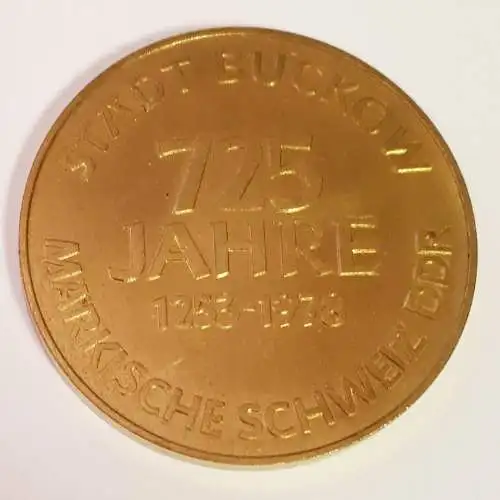 STADT BUCKOW
725
JAHRE
1253-1978
MÄRKISCHE SCHWEIZ DDR